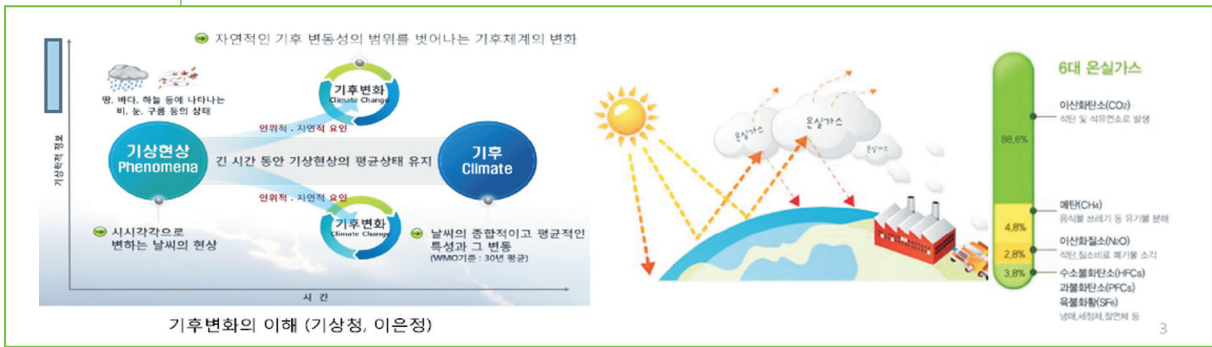 자연적인 기후 변동성의 범위를 벗어나는 기후체계의 변화
땅, 바다, 하늘 등에 나타나는
비, 눈, 구름 등의 상태
기후변화
Climate Change
인위적 . 자연적 요인
기상학적 정보
기상현상
Phenomena
긴 시간 동안 기상현상의 평균상태 유지
기후
Climate
인위적 . 자연적 요인
기후변화
Climate Change
시시각각으로
변하는 날씨의 현상
날씨의 종합적이고 평균적인
특성과 그 변동
(WMO기준 : 30년 평균)
시 간
기후변화의 이해 (기상청, 이은정)
온실가스
온실가스
온실가스
6대 온실가스
이산화탄소(CO₂)
석탄 및 석유연소로 발생
88,6%
메탄(CH₄)
음식물 쓰레기 등 유기물 분해
4,8%
이산화질소(N₂O)
석탄,질소비료 폐기물 소각
2,8%
3,8%
수소불화탄소(HFCs)
과불화탄소(PFCs)
육불화황(SF₆)
냉매,세정제,절연체 등
3